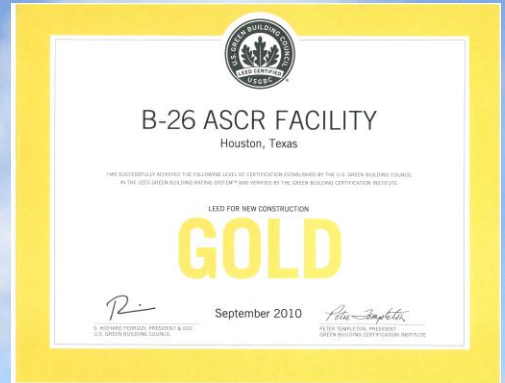 U.S. GREEN BUILDING COUNCIL
LEED CERTIFIED
USGBC
B-26 ASCR FACILITY
Houston, Texas
HAS SUCCESSFULLY ACHIEVED THE FOLLOWING LEVEL OF CERTIFICATION ESTABLISHED BY THE U.S. GREEN BUILDING COUNCIL
IN THE LEED GREEN BUILDING RATING SYSTEM™ AND VERIFIED BY THE GREEN BUILDING CERTIFICATION INSTITUTE.
LEED FOR NEW CONSTRUCTION
GOLD
September 2010
Peter Templeton
S. RICHARD FEDRIZZI, PRESIDENT & CEO
U.S. GREEN BUILDING COUNCIL
PETER TEMPLETON, PRESIDENT
GREEN BUILDING CERTIFICATION INSTITUTE